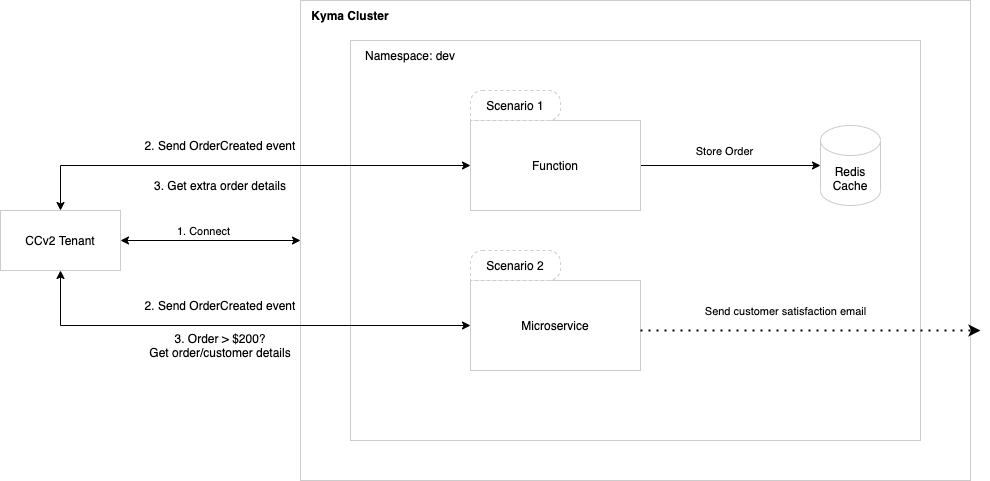 Kyma Cluster
Namespace: dev
Scenario 1
2. Send OrderCreated event
Function
Store Order
Redis
Cache
3. Get extra order details
CCv2 Tenant
1. Connect
Scenario 2
2. Send OrderCreated event
Microservice
Send customer satisfaction email
3. Order > $200?
Get order/customer details